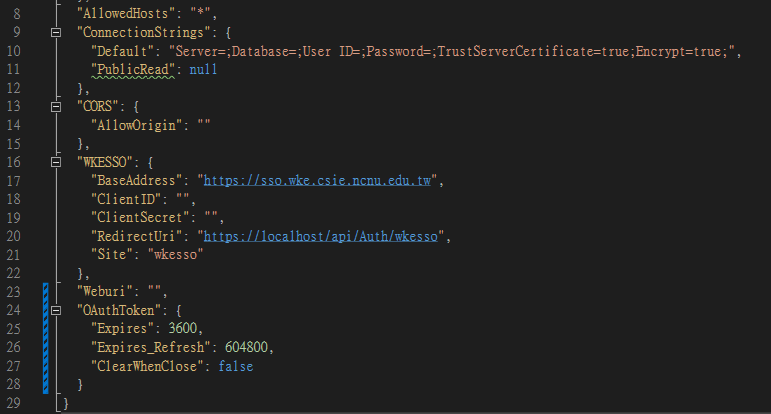 8 "AllowedHosts": "*",
9 "ConnectionStrings": {
10 "Default": "Server=;Database=;User ID=;Password=;TrustServerCertificate=true;Encrypt=true;",
11 "PublicRead": null
12 },
13 "CORS": {
14 "AllowOrigin": ""
15 },
16 "WKESSO": {
17 "BaseAddress": "https://sso.wke.csie.ncnu.edu.tw",
18 "ClientID": "",
19 "ClientSecret": "",
20 "RedirectUri": "https://localhost/api/Auth/wkesso",
21 "Site": "wkesso"
22 },
23 "Weburi": "",
24 "OAuthToken": {
25 "Expires": 3600,
26 "Expires_Refresh": 604800,
27 "ClearWhenClose": false
28 }
29 }